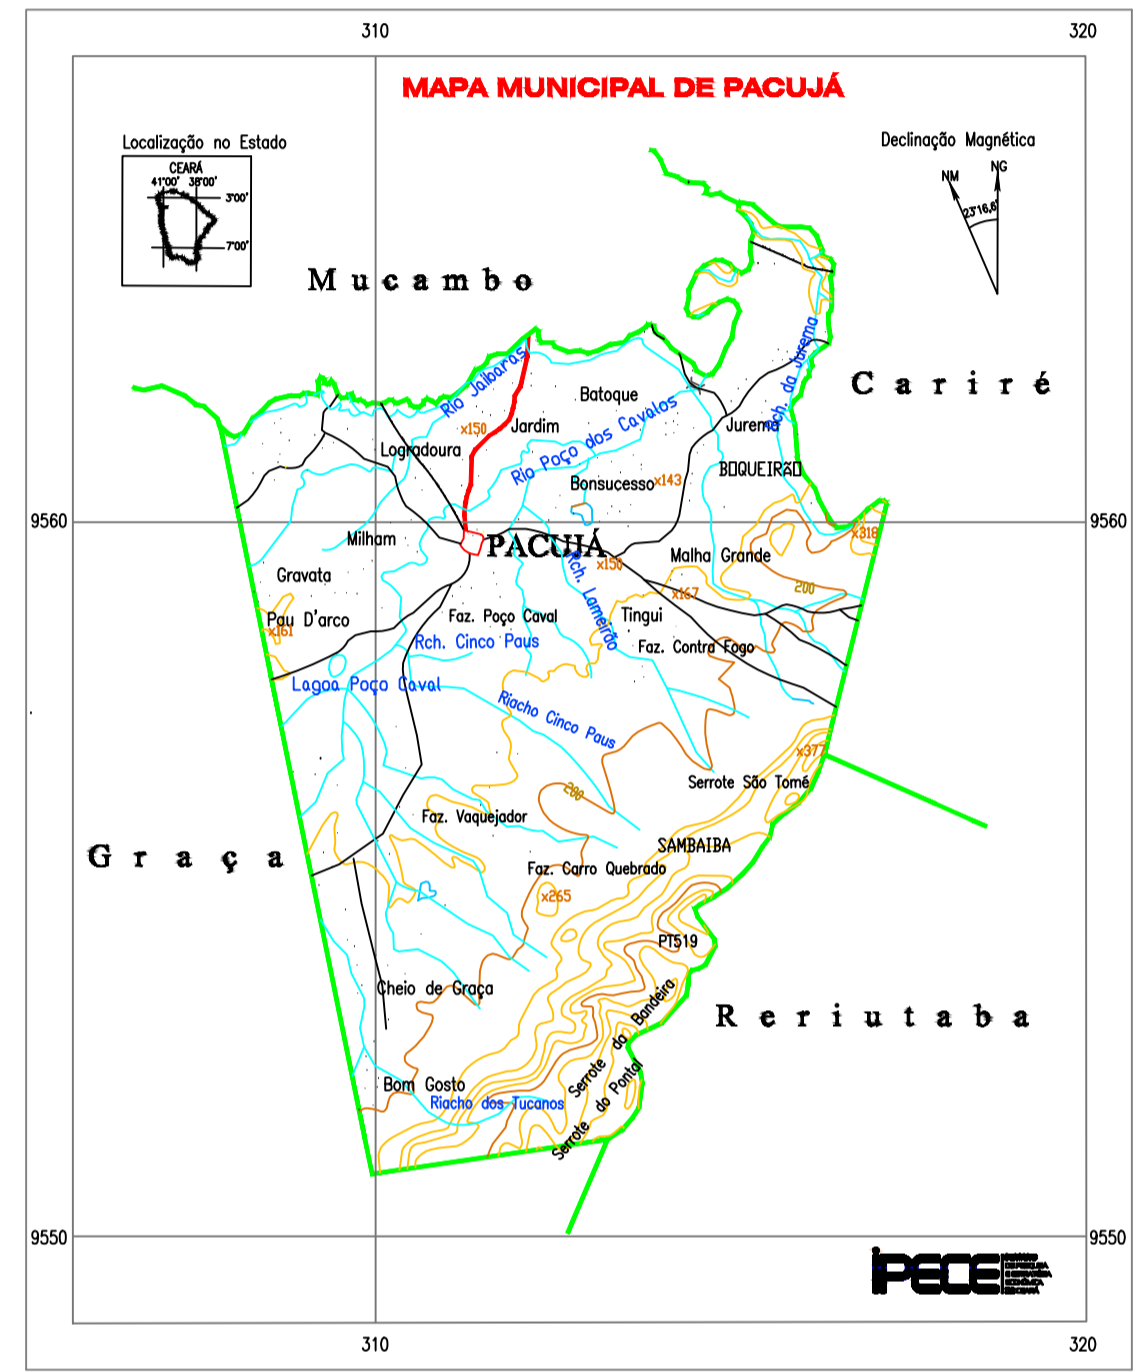 310
320
MAPA MUNICIPAL DE PACUJÁ
Localização no Estado
CEARÁ
41°00' 38°00'
3°00'
7°00'
Declinação Magnética
NM
NG
23°16,6'
Mucambo
Cariré
Rio Jaibaras
Batoque
Rch. da Jurema
x150
Jardim
Rio Poço dos Cavalos
Jurema
Logradoura
B□QUEIRã□
Bonsucesso
x143
9560
9560
Milham
PACUJÁ
x318
Malha Grande
Rch. Lameirão
x150
Gravata
200
x167
Pau D'arco
Faz. Poço Caval
Tingui
x161
Rch. Cinco Paus
Faz. Contra Fogo
Lagoa Poço Caval
Riacho Cinco Paus
x377
Serrote São Tomé
200
Faz. Vaquejador
SAMBAIBA
Graça
Faz. Carro Quebrado
x265
PT519
Cheio de Graça
Serrote da Bandeira
Reriutaba
Bom Gosto
Riacho dos Tucanos
Serrote do Pontal
9550
9550
iPECE
310
320